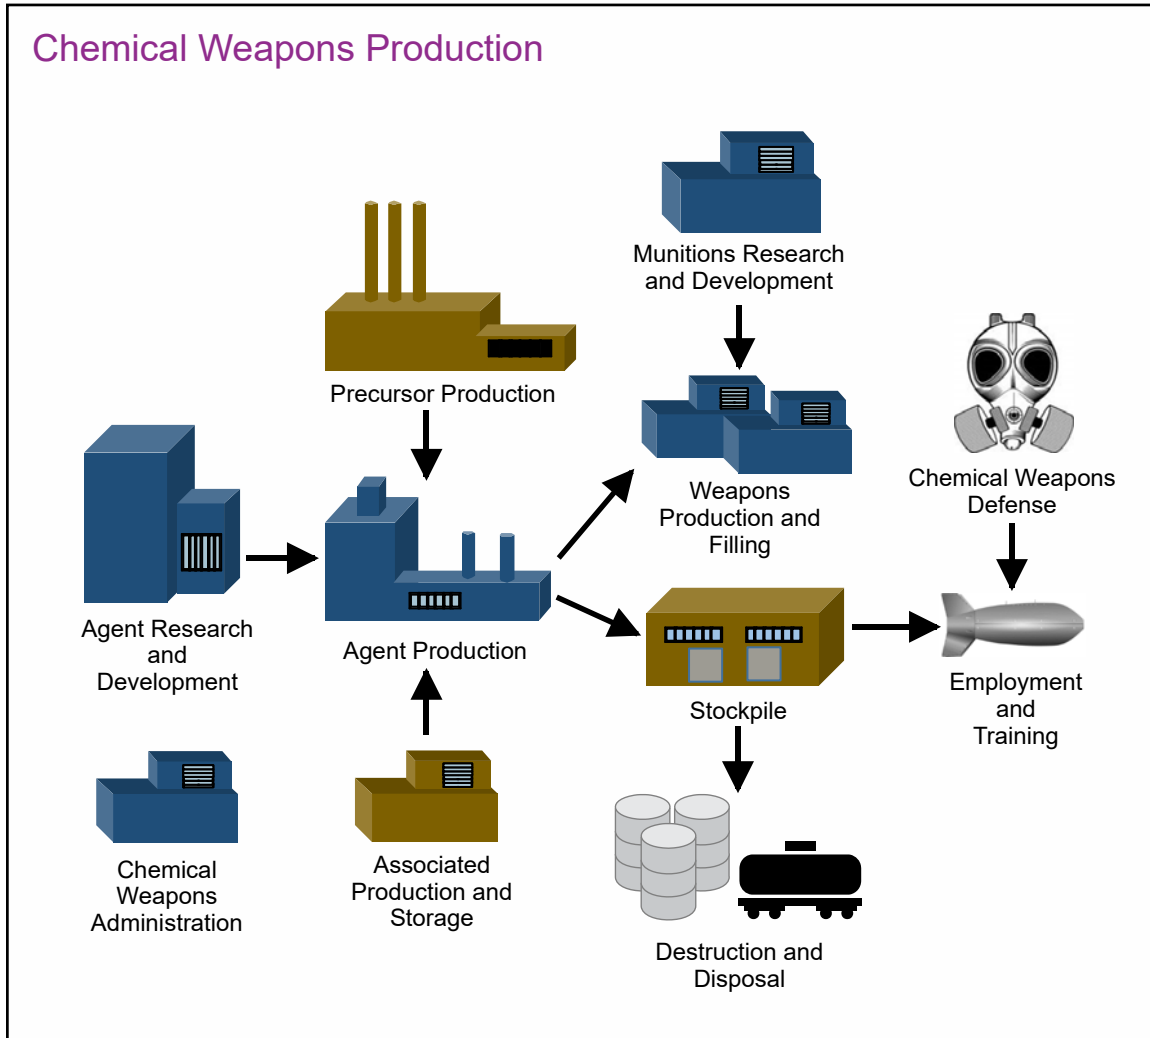 Chemical Weapons Production
Munitions Research
and Development
Precursor Production
Chemical Weapons
Defense
Weapons
Production and
Filling
Agent Research
and
Development
Agent Production
Stockpile
Employment
and
Training
Chemical
Weapons
Administration
Associated
Production and
Storage
Destruction and
Disposal